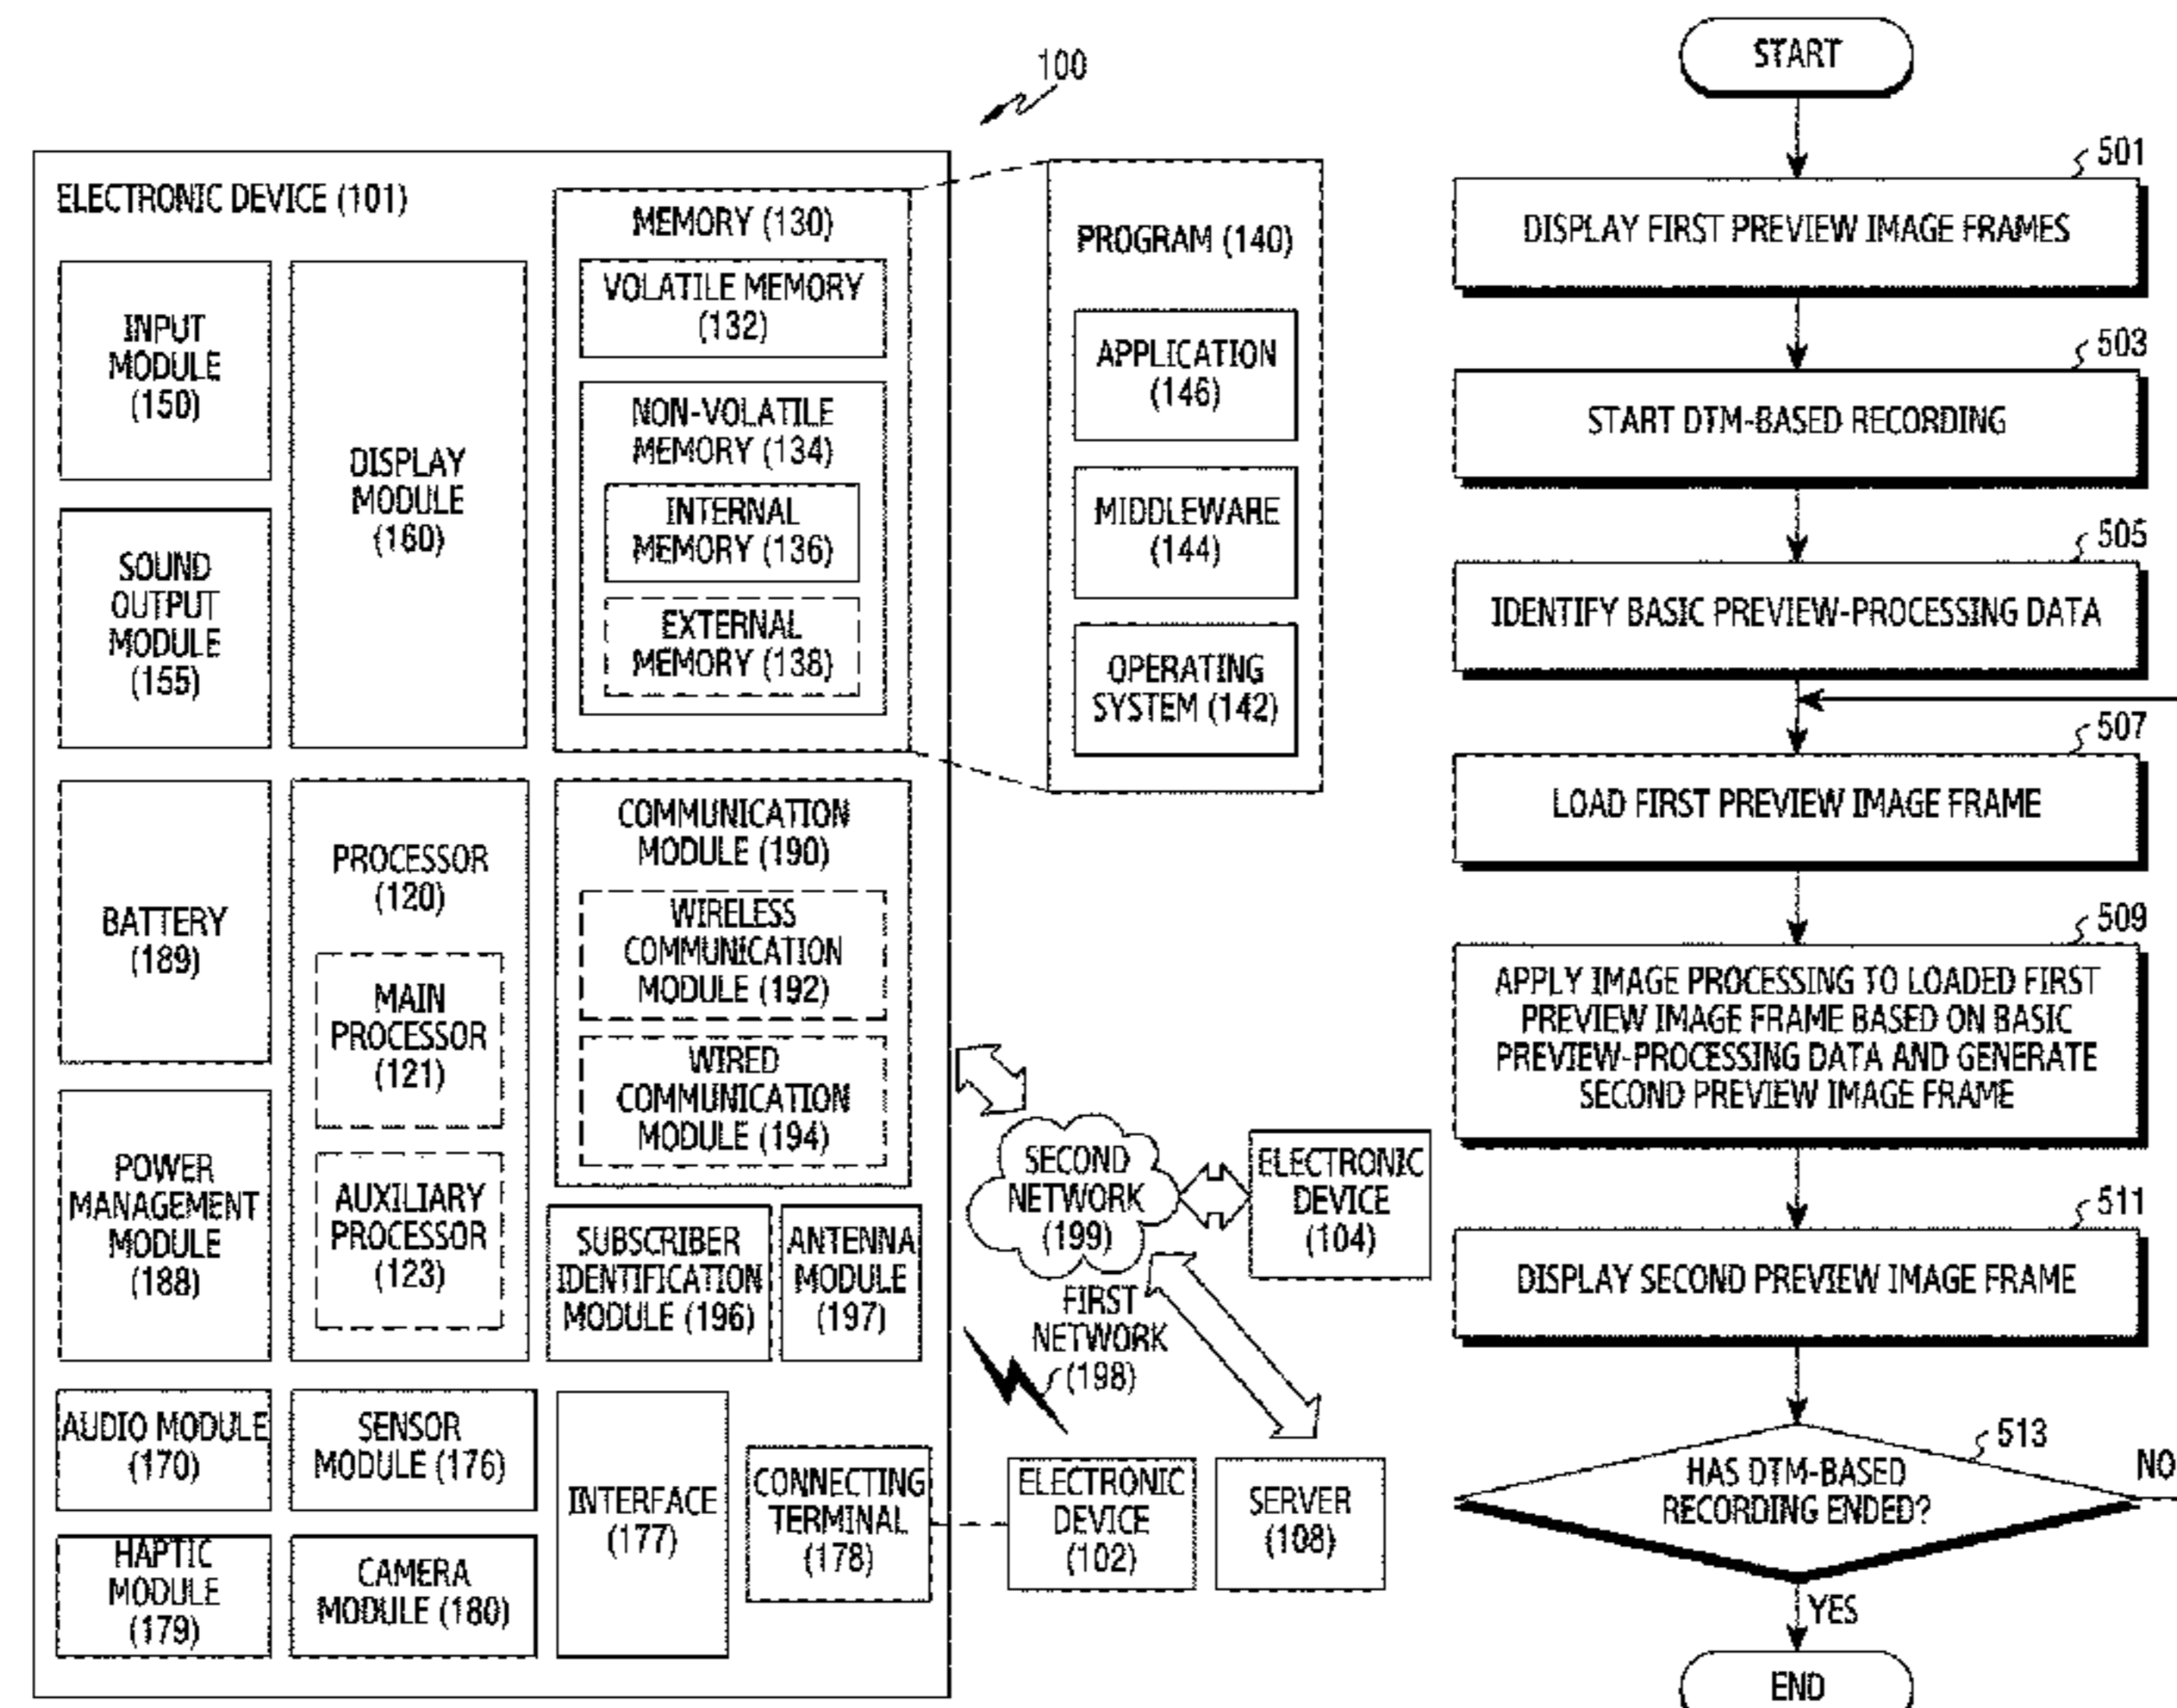 100
ELECTRONIC DEVICE (101)
INPUT
MODULE
(150)
DISPLAY
MODULE
(160)
SOUND
OUTPUT
MODULE
(155)
MEMORY (130)
VOLATILE MEMORY
(132)
NON-VOLATILE
MEMORY (134)
INTERNAL
MEMORY (136)
EXTERNAL
MEMORY (138)
PROGRAM (140)
APPLICATION
(146)
MIDDLEWARE
(144)
OPERATING
SYSTEM (142)
BATTERY
(189)
POWER
MANAGEMENT
MODULE
(188)
PROCESSOR
(120)
MAIN
PROCESSOR
(121)
AUXILIARY
PROCESSOR
(123)
COMMUNICATION
MODULE (190)
WIRELESS
COMMUNICATION
MODULE (192)
WIRED
COMMUNICATION
MODULE (194)
SUBSCRIBER
IDENTIFICATION
MODULE (196)
ANTENNA
MODULE
(197)
AUDIO MODULE
(170)
SENSOR
MODULE (176)
HAPTIC
MODULE
(179)
CAMERA
MODULE (180)
INTERFACE
(177)
CONNECTING
TERMINAL
(178)
SECOND
NETWORK
(199)
ELECTRONIC
DEVICE
(104)
FIRST
NETWORK
(198)
ELECTRONIC
DEVICE
(102)
SERVER
(108)
START
501
DISPLAY FIRST PREVIEW IMAGE FRAMES
503
START DTM-BASED RECORDING
505
IDENTIFY BASIC PREVIEW-PROCESSING DATA
507
LOAD FIRST PREVIEW IMAGE FRAME
509
APPLY IMAGE PROCESSING TO LOADED FIRST
PREVIEW IMAGE FRAME BASED ON BASIC
PREVIEW-PROCESSING DATA AND GENERATE
SECOND PREVIEW IMAGE FRAME
511
DISPLAY SECOND PREVIEW IMAGE FRAME
513
HAS DTM-BASED
RECORDING ENDED?
NO
YES
END